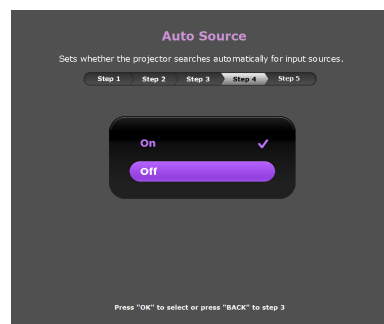 Auto Source
Sets whether the projector searches automatically for input sources.
Step 1 Step 2 Step 3 Step 4 Step 5
On
Off
Press "OK" to select or press "BACK" to step 3